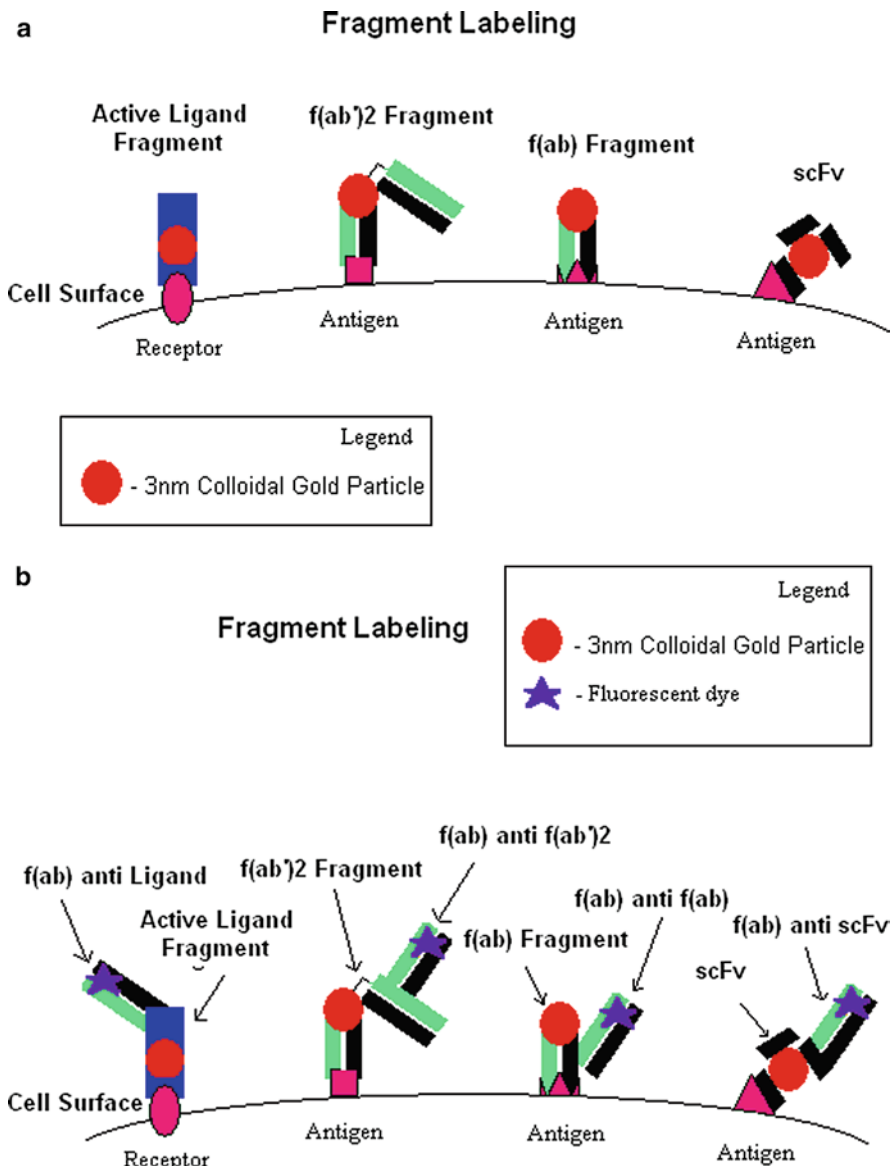 a
Fragment Labeling
Active Ligand
Fragment
f(ab')2 Fragment
f(ab) Fragment
scFv
Cell Surface
Receptor
Antigen
Antigen
Antigen
Legend
- 3nm Colloidal Gold Particle
b
Fragment Labeling
Legend
- 3nm Colloidal Gold Particle
- Fluorescent dye
f(ab) anti Ligand
Active Ligand
Fragment
f(ab')2 Fragment
f(ab) anti f(ab')2
f(ab) Fragment
f(ab) anti f(ab)
scFv
f(ab) anti scFv
Cell Surface
Receptor
Antigen
Antigen
Antigen